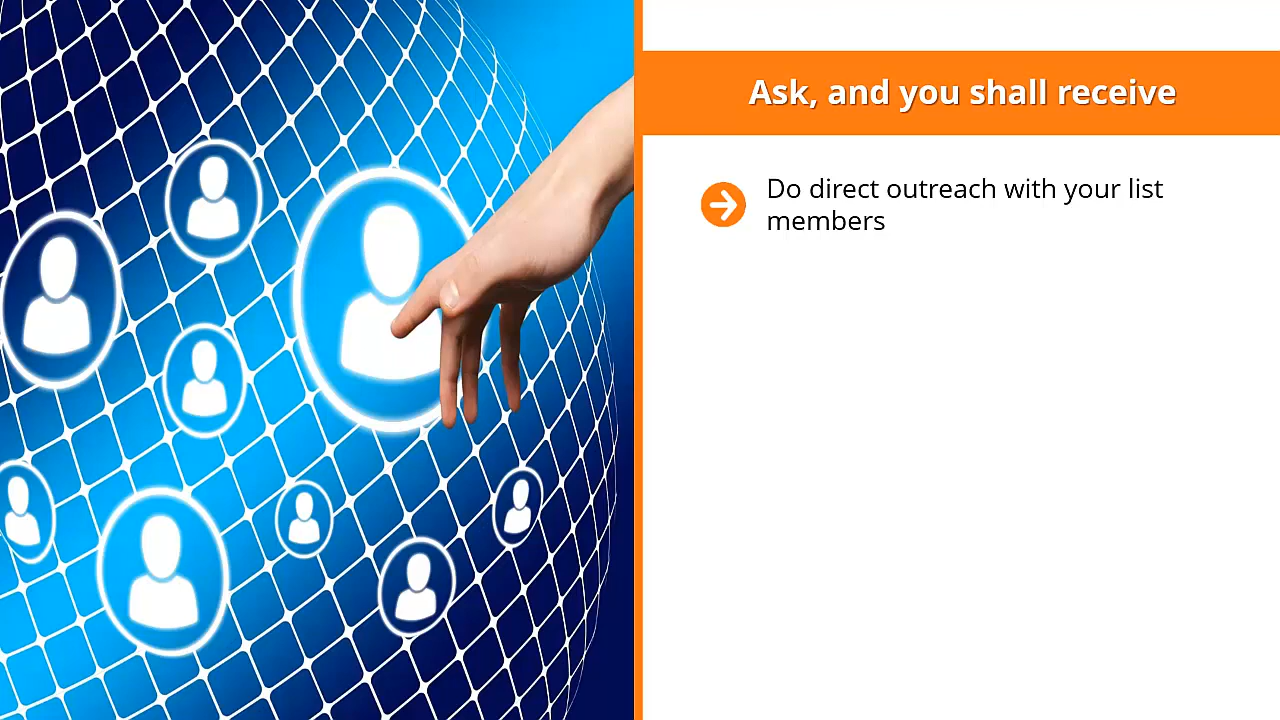 Ask, and you shall receive
Do direct outreach with your list
members